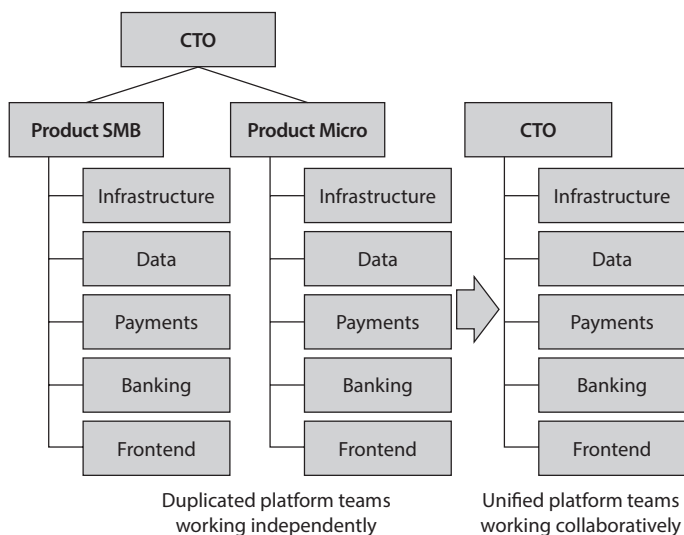 CTO
Product SMB
Infrastructure
Data
Payments
Banking
Frontend
Product Micro
Infrastructure
Data
Payments
Banking
Frontend
Duplicated platform teams
working independently
CTO
Infrastructure
Data
Payments
Banking
Frontend
Unified platform teams
working collaboratively